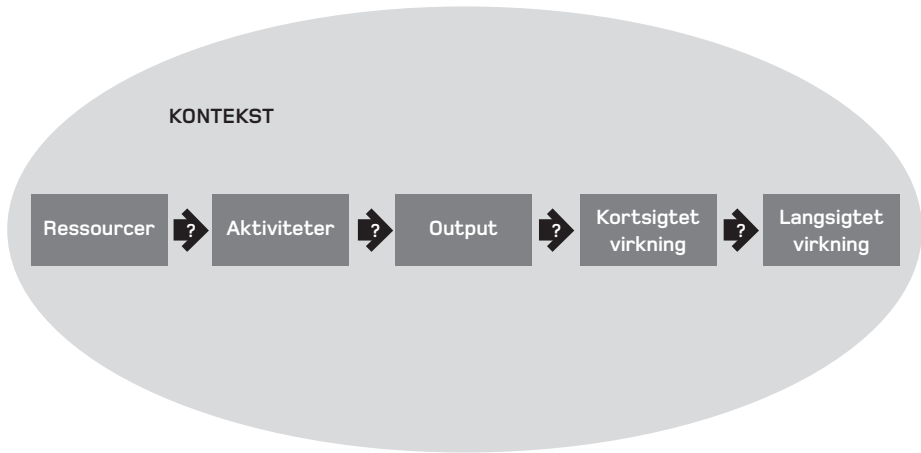 KONTEKST
Ressourcer
?
Aktiviteter
?
Output
?
Kortsigtet
virkning
?
Langsigtet
virkning